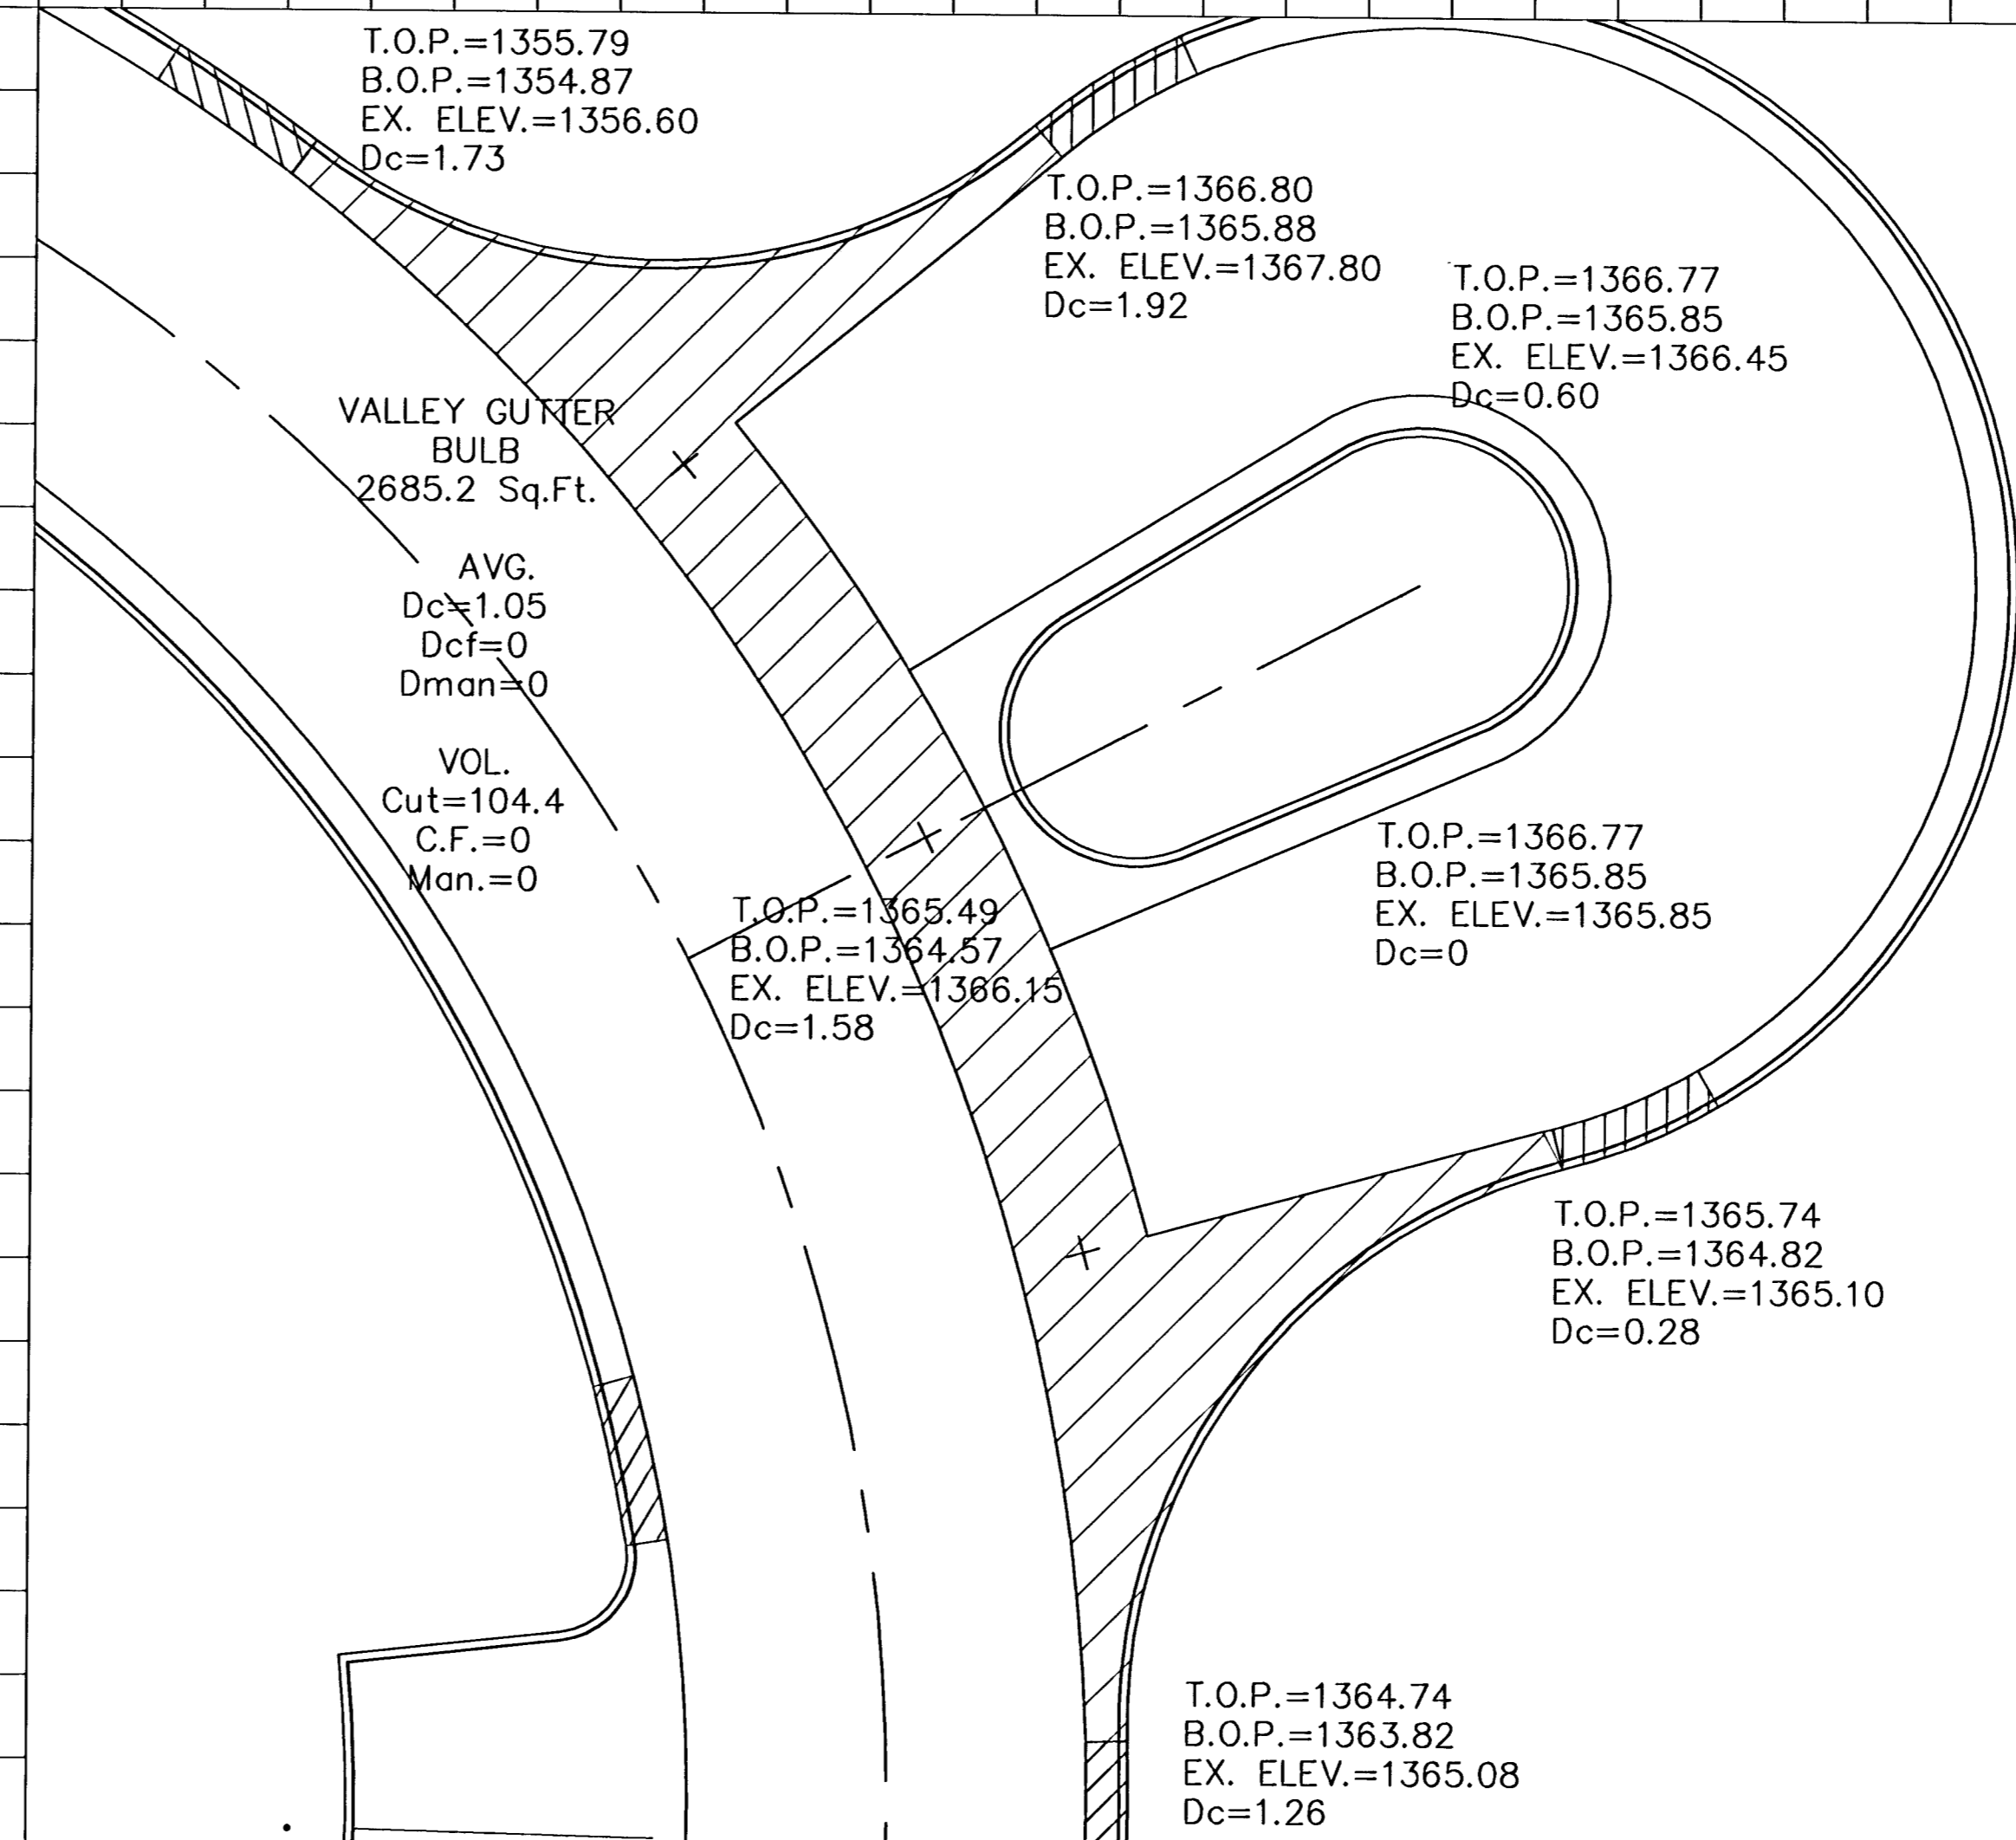 T.O.P.=1355.79
B.O.P.=1354.87
EX. ELEV.=1356.60
Dc=1.73
T.O.P.=1366.80
B.O.P.=1365.88
EX. ELEV.=1367.80
Dc=1.92
T.O.P.=1366.77
B.O.P.=1365.85
EX. ELEV.=1366.45
Dc=0.60
VALLEY GUTTER
BULB
2685.2 Sq.Ft.
AVG.
Dc=1.05
Dcf=0
Dman=0
VOL.
Cut=104.4
C.F.=0
Man.=0
T.O.P.=1365.49
B.O.P.=1364.57
EX. ELEV.=1366.15
Dc=1.58
T.O.P.=1366.77
B.O.P.=1365.85
EX. ELEV.=1365.85
Dc=0
T.O.P.=1365.74
B.O.P.=1364.82
EX. ELEV.=1365.10
Dc=0.28
T.O.P.=1364.74
B.O.P.=1363.82
EX. ELEV.=1365.08
Dc=1.26